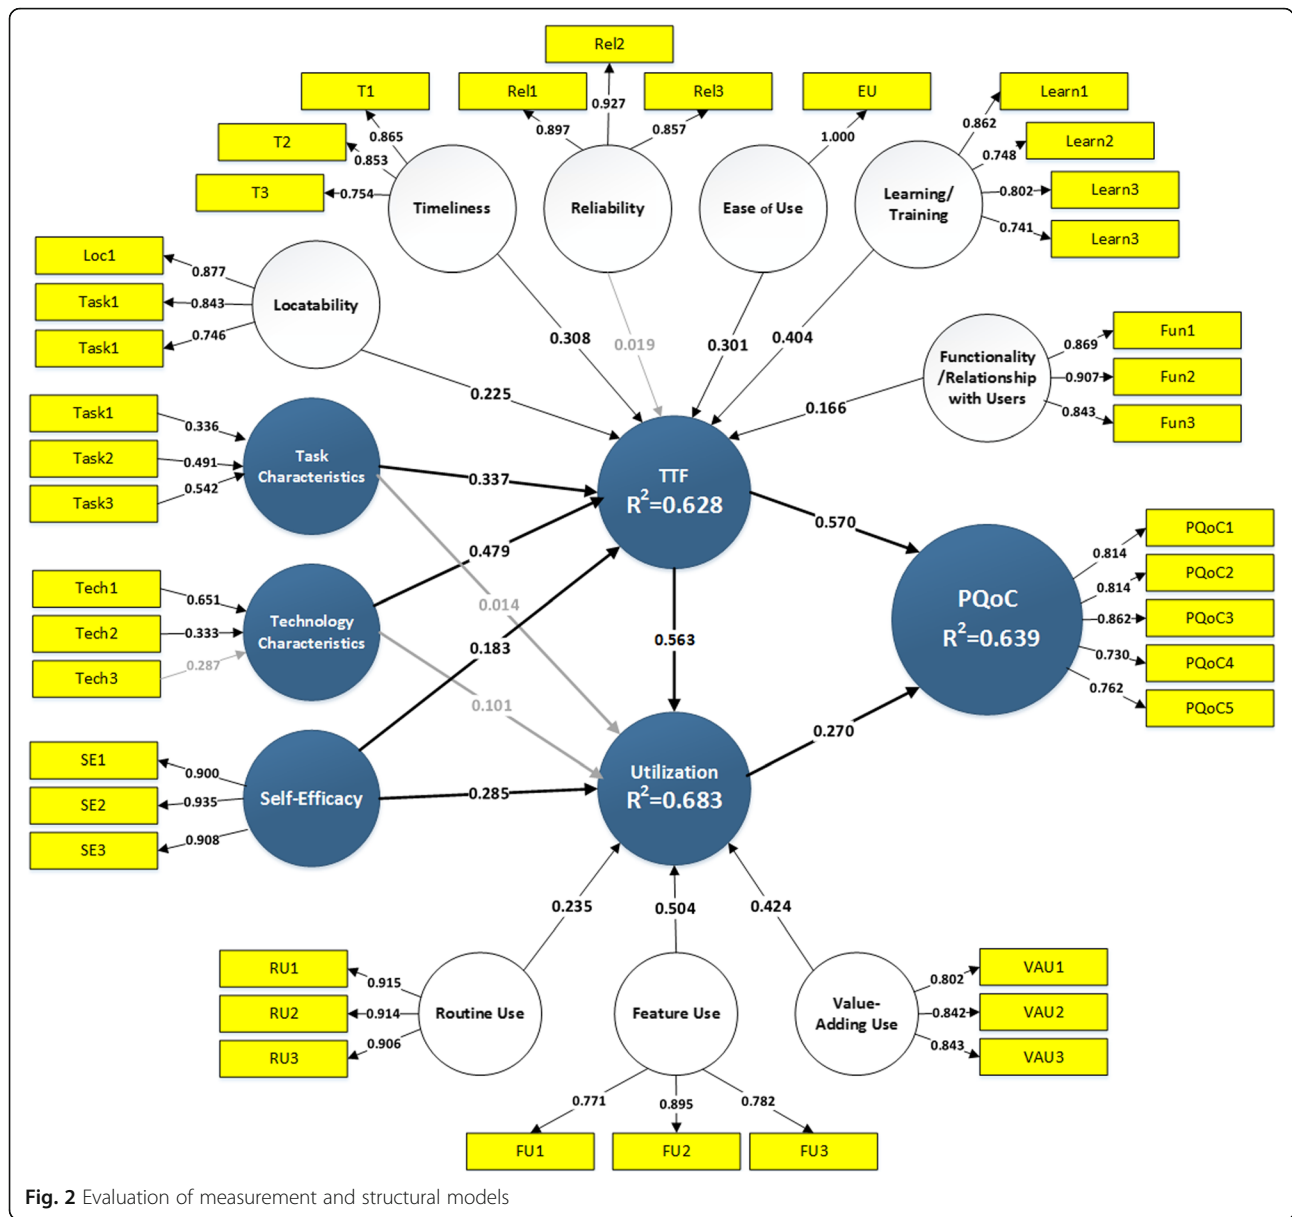 Rel2
T1
Rel1
0.927
Rel3
EU
Learn1
0.865
0.897
0.857
1.000
0.862
T2
0.853
0.748
Learn2
T3
0.754
Timeliness
Reliability
Ease of Use
Learning/
Training
0.802
Learn3
0.741
Learn3
Loc1
0.877
Task1
0.843
Task1
0.746
Locatability
0.308
0.019
0.301
0.404
0.225
0.166
Functionality
/Relationship
with Users
0.869
Fun1
0.907
Fun2
0.843
Fun3
Task1
0.336
Task2
0.491
Task3
0.542
Task
Characteristics
0.337
TTF
R²=0.628
0.479
0.014
0.183
0.570
0.563
Tech1
0.651
Tech2
0.333
Tech3
0.287
Technology
Characteristics
0.101
PQoC
R²=0.639
0.814
PQoC1
0.814
PQoC2
0.862
PQoC3
0.730
PQoC4
0.762
PQoC5
0.270
SE1
0.900
SE2
0.935
SE3
0.908
Self-Efficacy
0.285
Utilization
R²=0.683
0.235
0.504
0.424
RU1
0.915
RU2
0.914
RU3
0.906
Routine Use
Feature Use
Value-
Adding Use
0.802
VAU1
0.842
VAU2
0.843
VAU3
0.771
0.895
0.782
FU1
FU2
FU3
Fig. 2 Evaluation of measurement and structural models